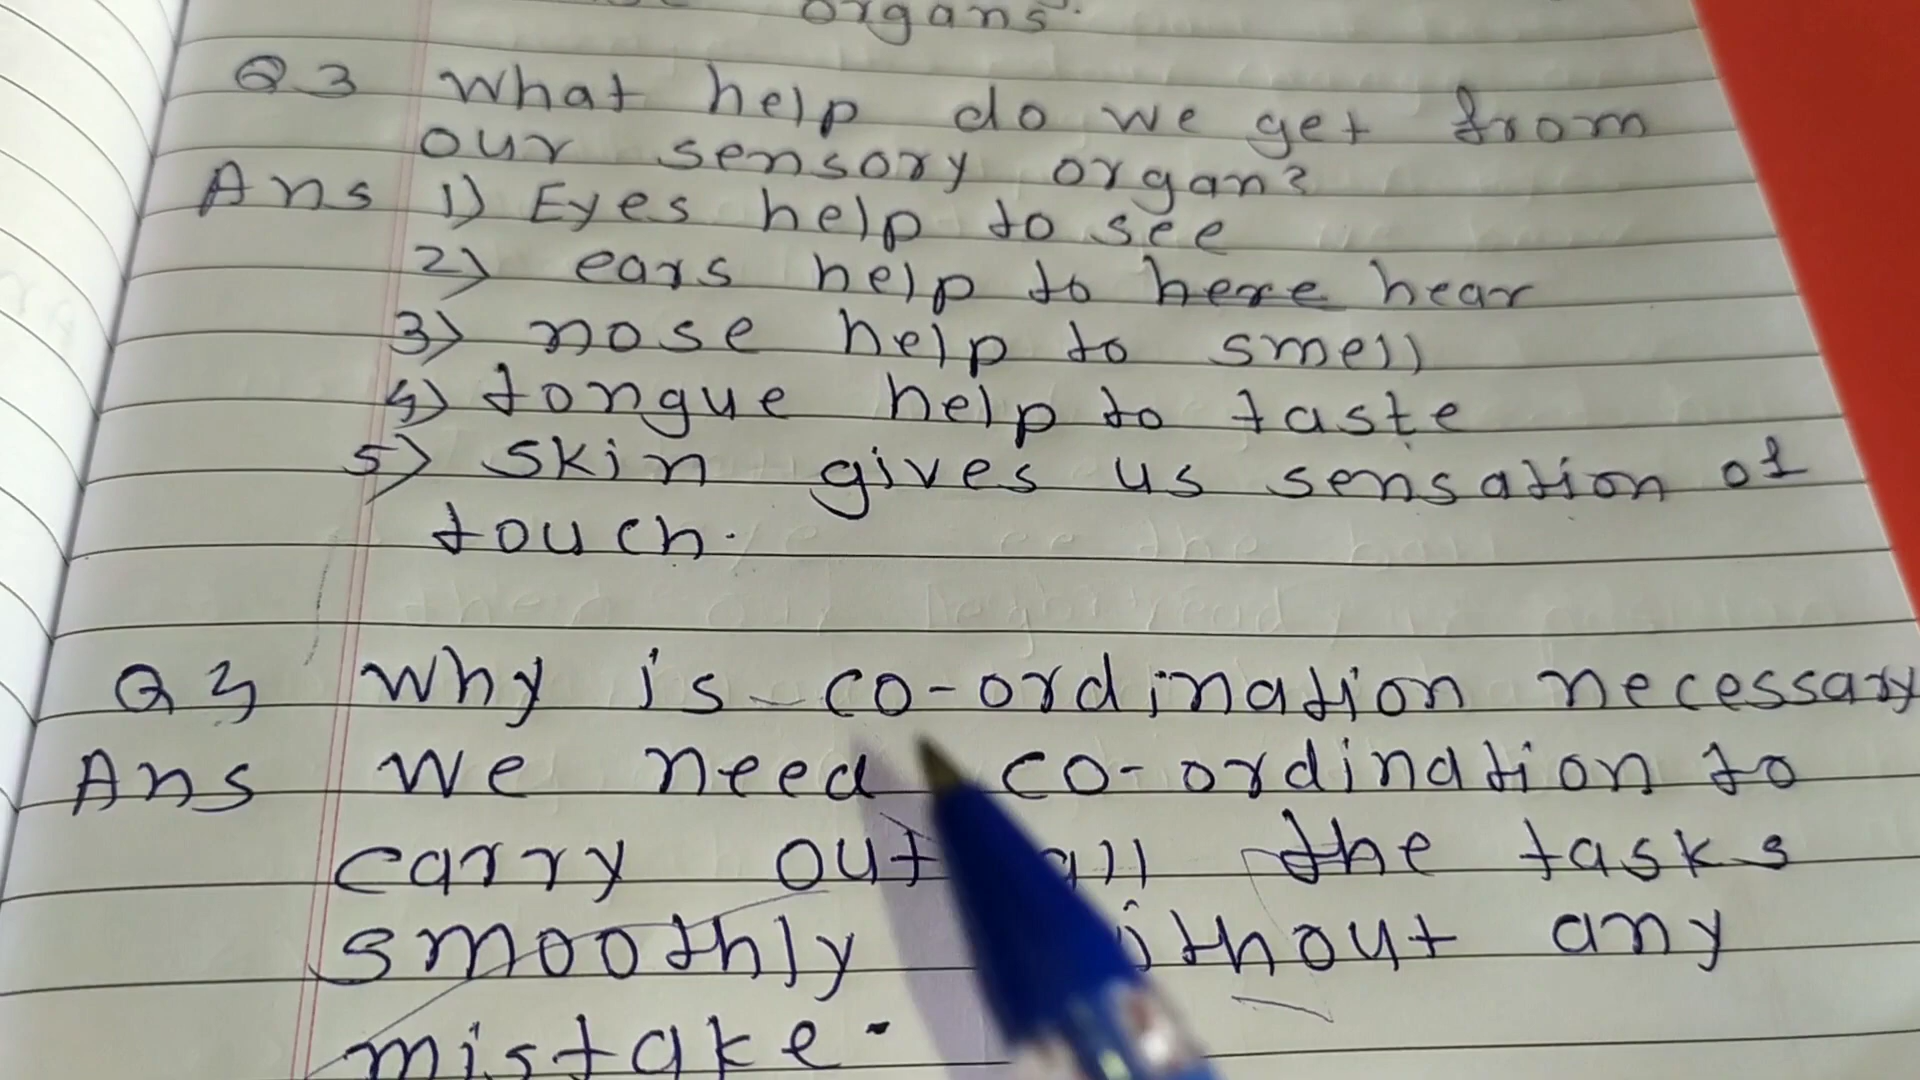 organs.
Q 3 What help do we get from
our sensory organ?
Ans 1) Eyes help to see
2) ears help to here hear
3) nose help to smell
4) tongue help to taste
5) skin gives us sensation of
touch.
Q 4 Why is co-ordination necessary
Ans We need co-ordination to
carry out all the tasks
smoothly without any
mistake.